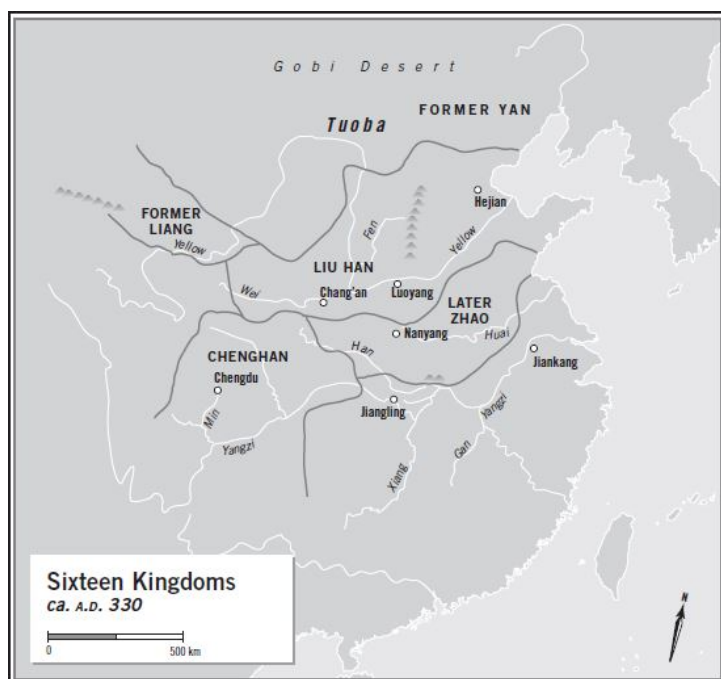 Gobi Desert
FORMER YAN
Tuoba
Hejian
FORMER
LIANG
Yellow
Fen
Yellow
LIU HAN
Wei
Chang'an
Luoyang
LATER
ZHAO
Nanyang
Huai
Han
CHENGHAN
Chengdu
Jiankang
Jiangling
Min
Yangzi
Yangzi
Gan
Xiang
Sixteen Kingdoms
ca. A.D. 330
0 500 km
N